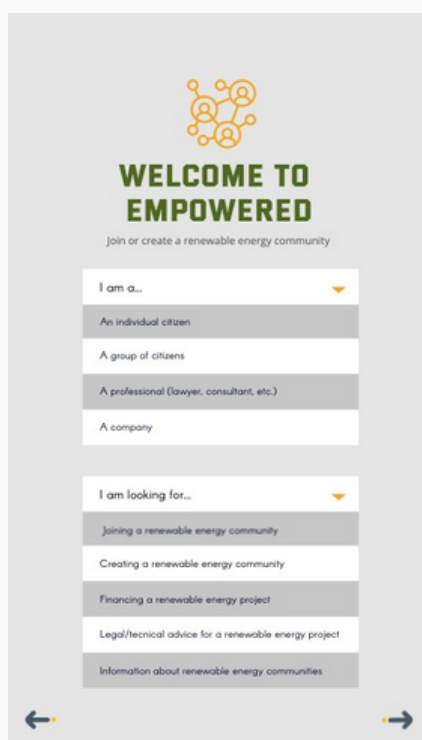 WELCOME TO
EMPOWERED
Join or create a renewable energy community
I am a...
An individual citizen
A group of citizens
A professional (lawyer, consultant, etc.)
A company
I am looking for...
Joining a renewable energy community
Creating a renewable energy community
Financing a renewable energy project
Legal/tecnical advice for a renewable energy project
Information about renewable energy communities